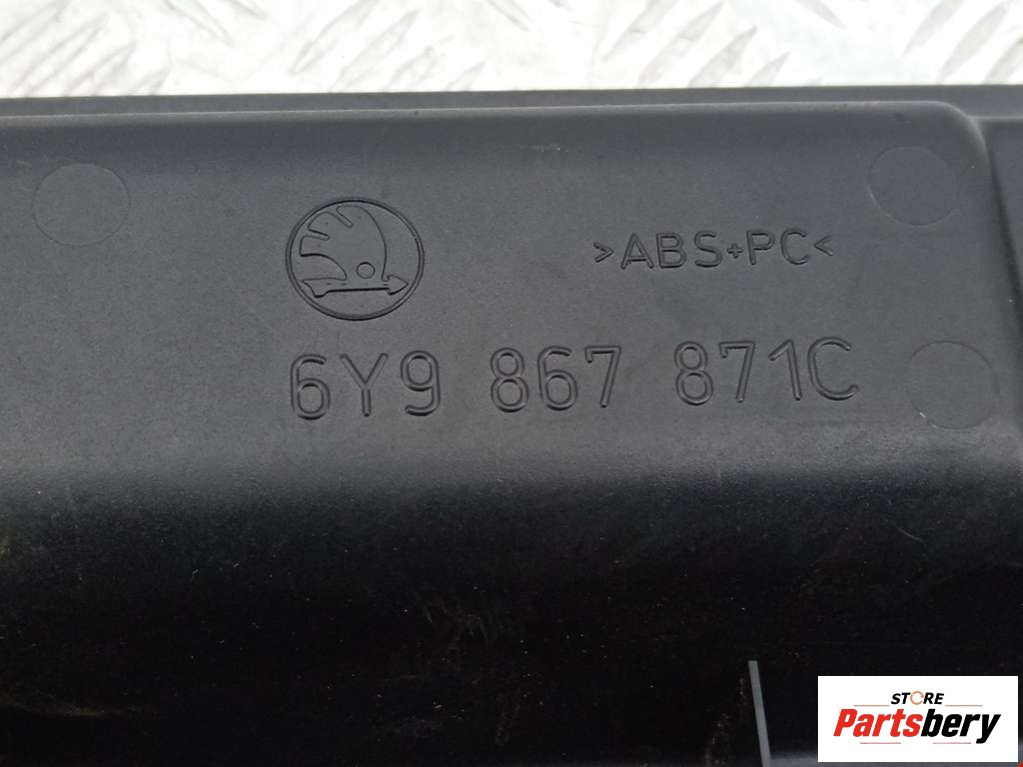 >ABS+PC<
6Y9 867 871C
STORE
Partsbery